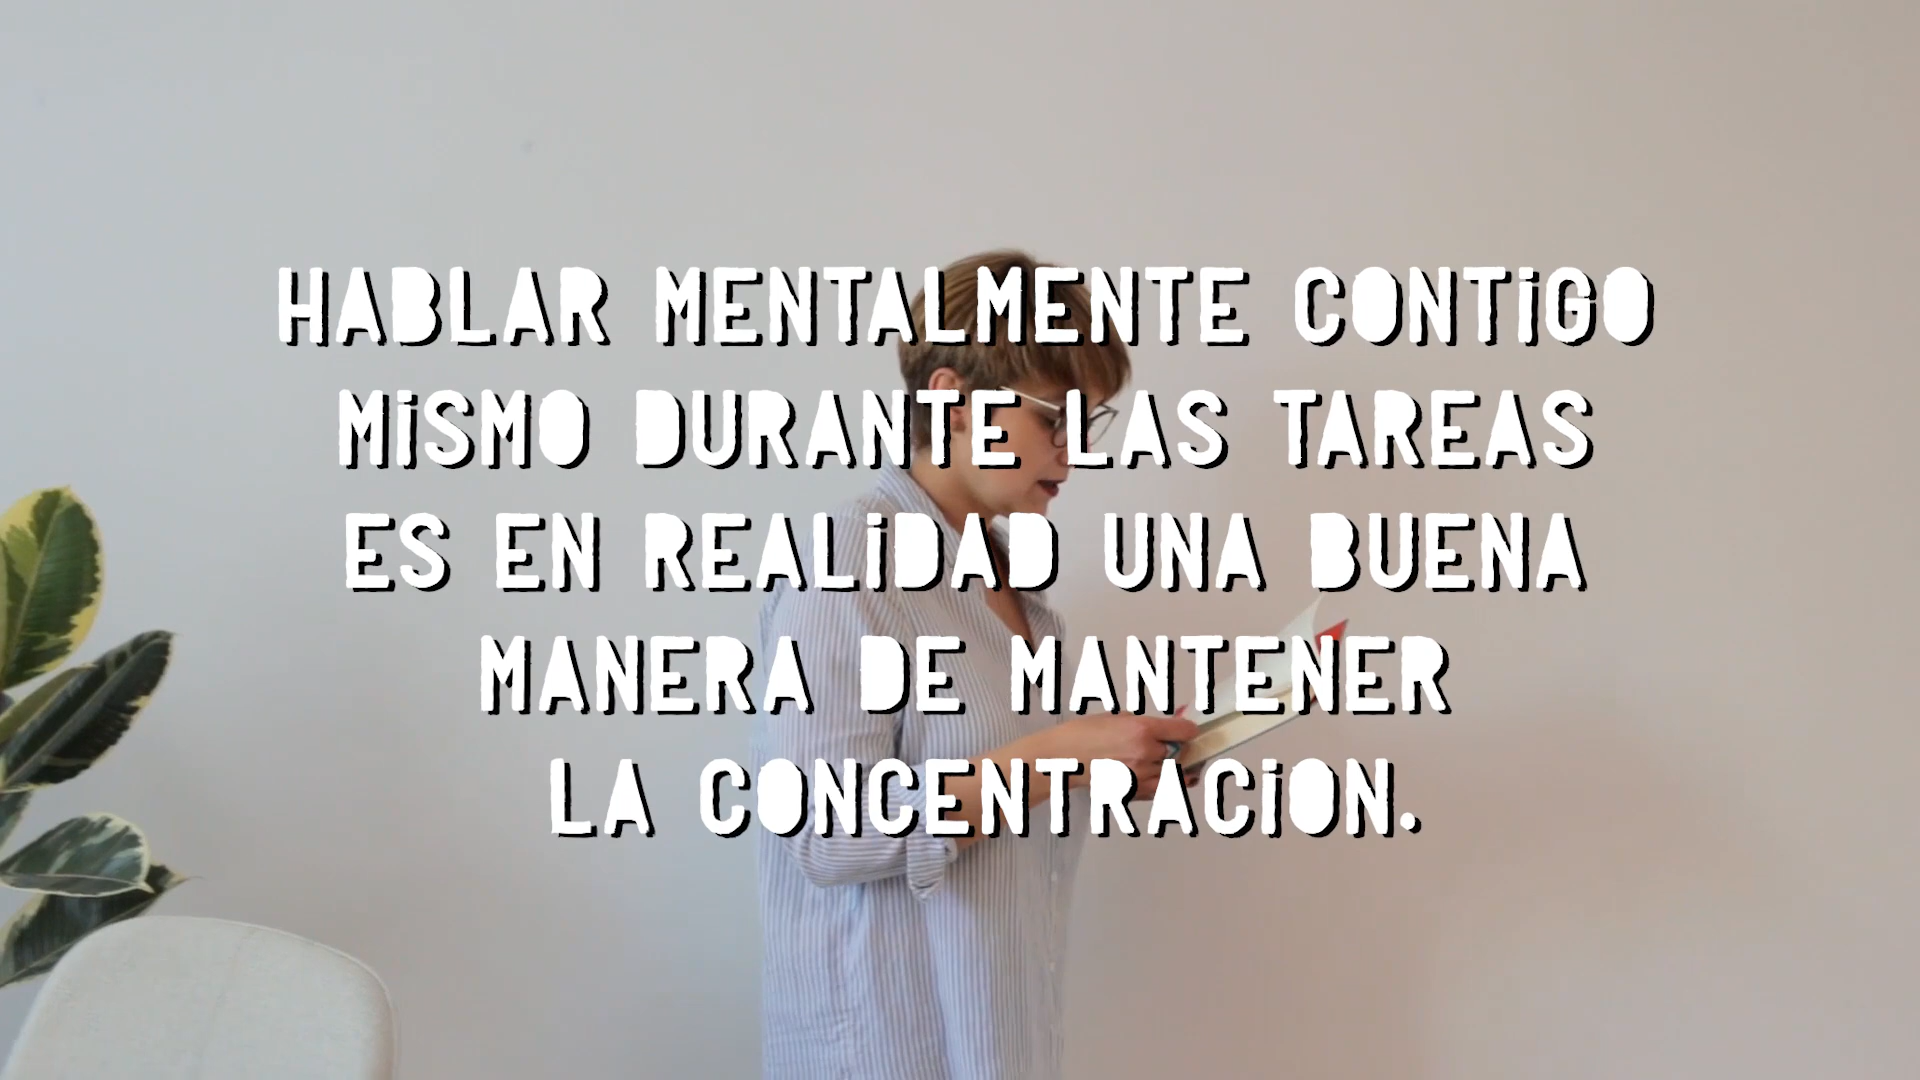 HABLAR MENTALMENTE CONTiGO
MiSMO DURANTE LAS TAREAS
ES EN REALiDAD UNA BUENA
MANERA DE MANTENER
LA CONCENTRACiON.